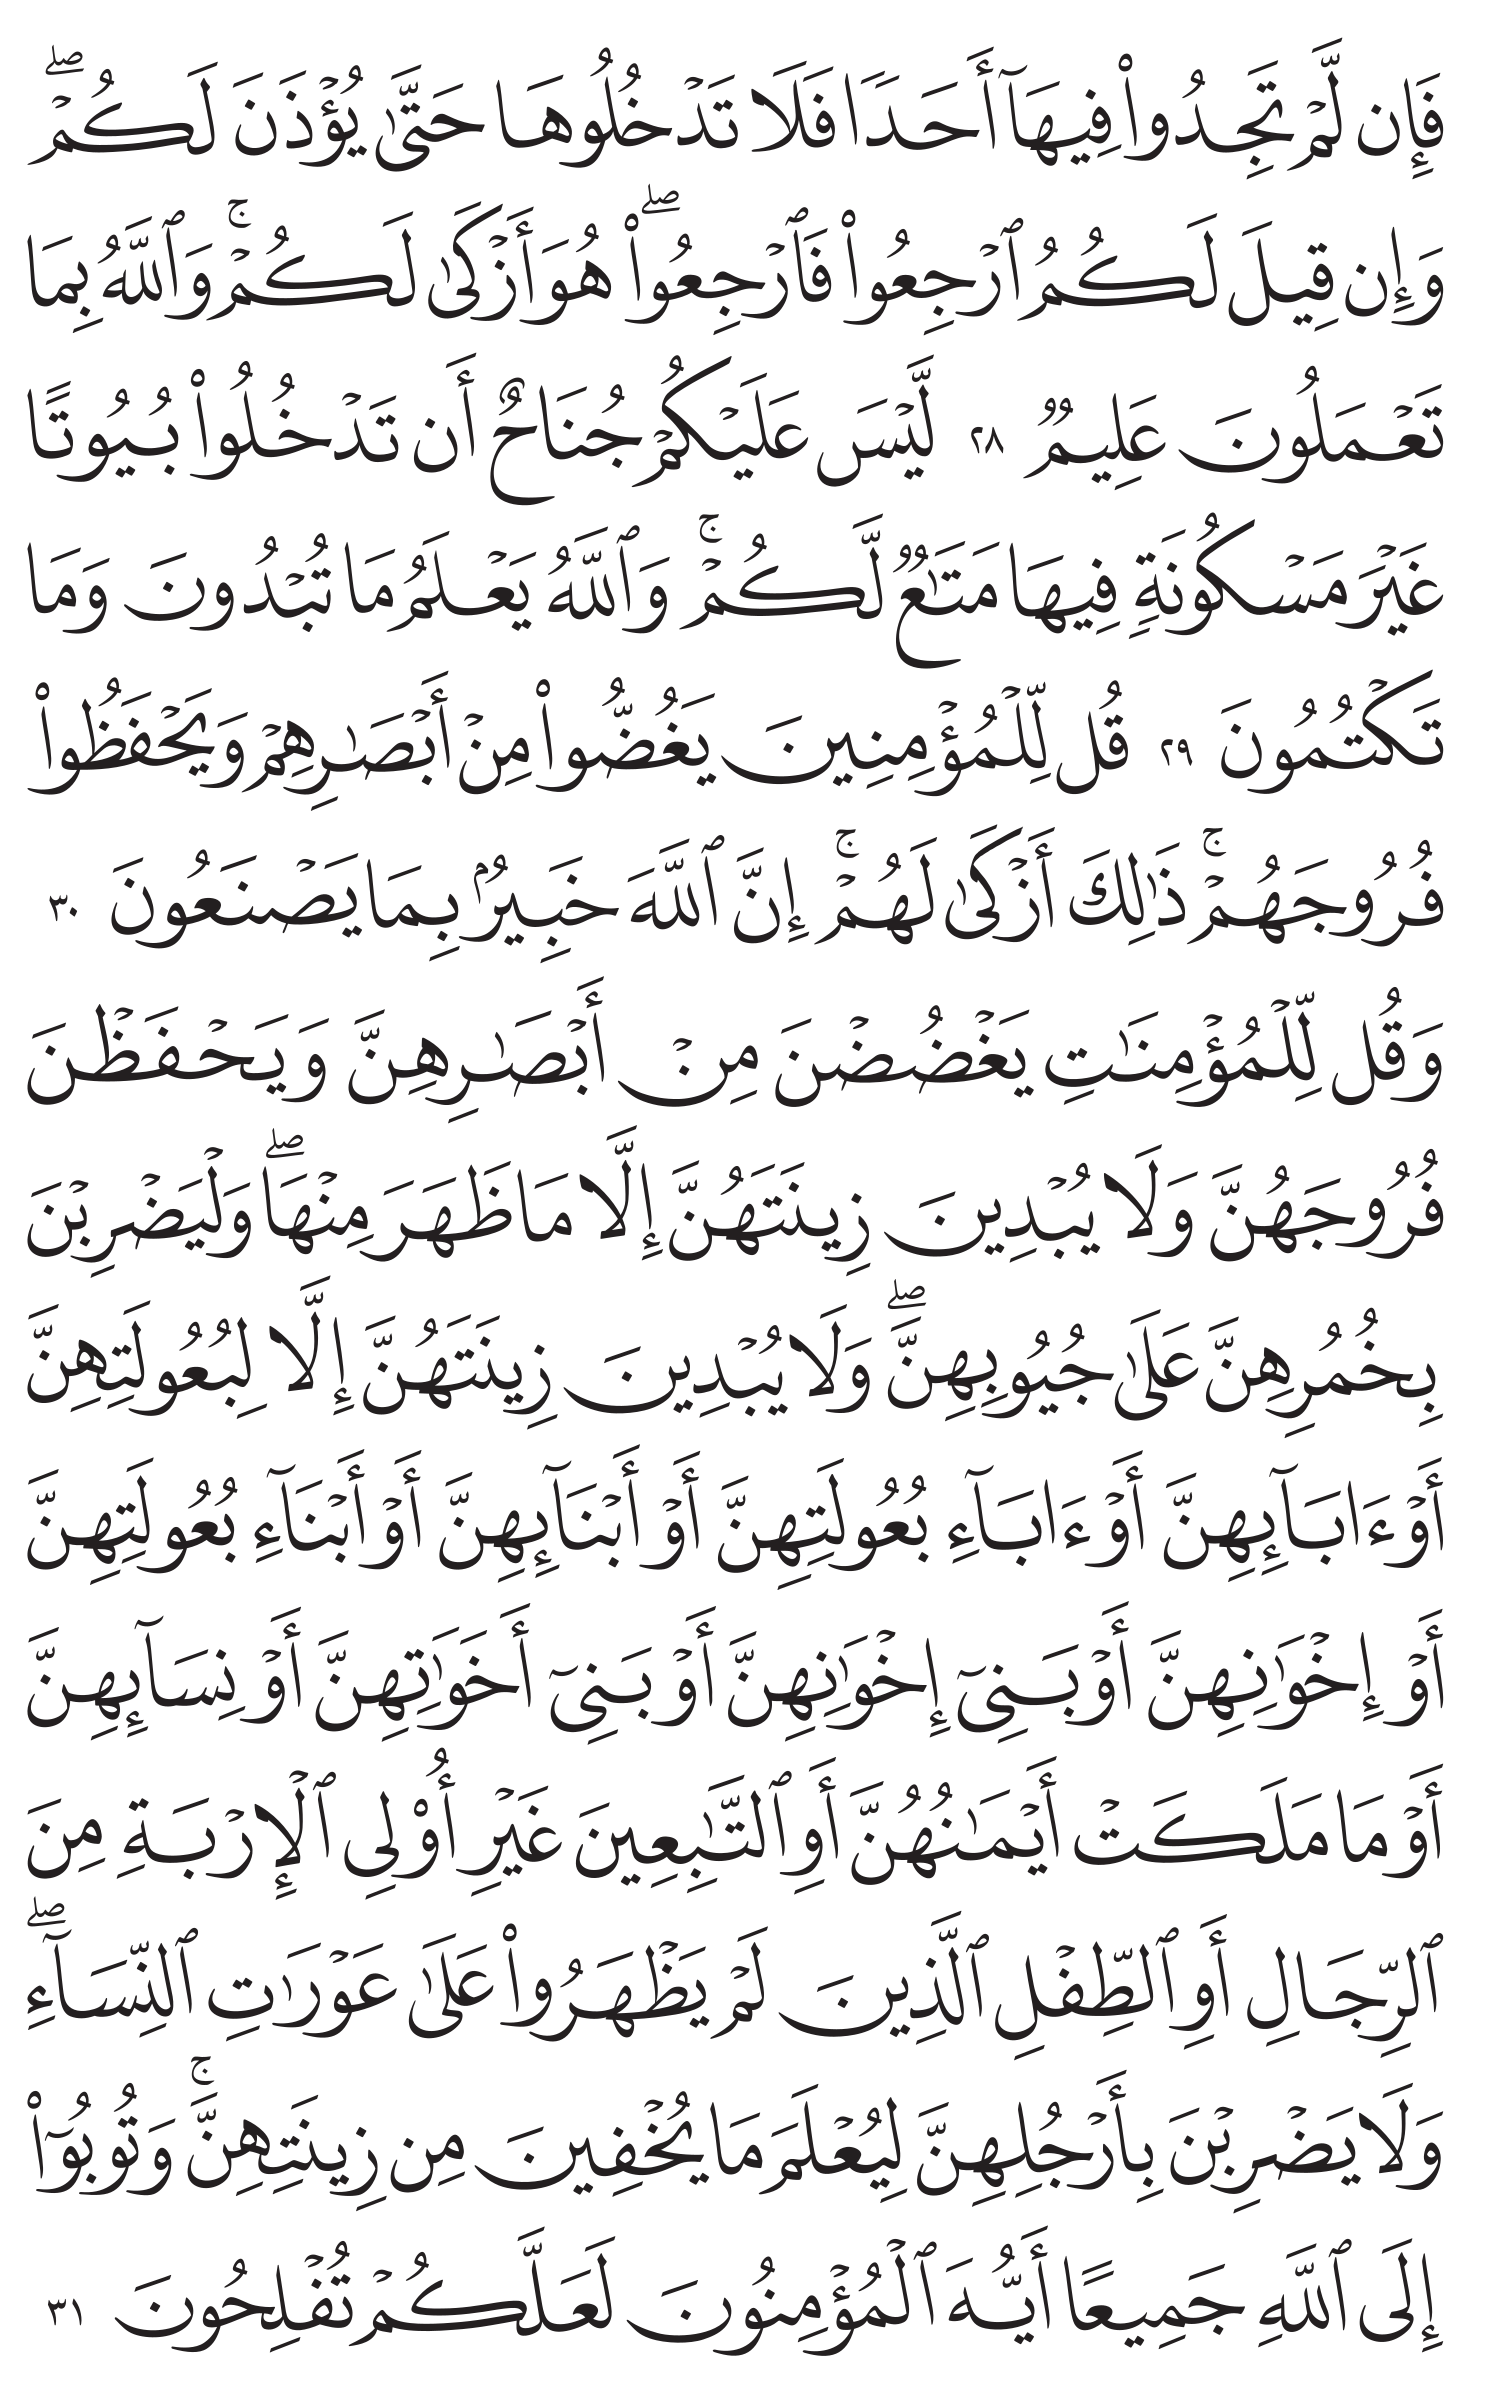 فَإِن لَّمْ تَجِدُوا۟ فِيهَآ أَحَدًا فَلَا تَدْخُلُوهَا حَتَّىٰ يُؤْذَنَ لَكُمْ ۖ
وَإِن قِيلَ لَكُمُ ٱرْجِعُوا۟ فَٱرْجِعُوا۟ ۖ هُوَ أَزْكَىٰ لَكُمْ ۚ وَٱللَّهُ بِمَا
تَعْمَلُونَ عَلِيمٌ ٢٨ لَّيْسَ عَلَيْكُمْ جُنَاحٌ أَن تَدْخُلُوا۟ بُيُوتًا
غَيْرَ مَسْكُونَةٍ فِيهَا مَتَـٰعٌ لَّكُمْ ۚ وَٱللَّهُ يَعْلَمُ مَا تُبْدُونَ وَمَا
تَكْتُمُونَ ٢٩ قُل لِّلْمُؤْمِنِينَ يَغُضُّوا۟ مِنْ أَبْصَـٰرِهِمْ وَيَحْفَظُوا۟
فُرُوجَهُمْ ۚ ذَٰلِكَ أَزْكَىٰ لَهُمْ ۚ إِنَّ ٱللَّهَ خَبِيرٌۢ بِمَا يَصْنَعُونَ ٣٠
وَقُل لِّلْمُؤْمِنَـٰتِ يَغْضُضْنَ مِنْ أَبْصَـٰرِهِنَّ وَيَحْفَظْنَ
فُرُوجَهُنَّ وَلَا يُبْدِينَ زِينَتَهُنَّ إِلَّا مَا ظَهَرَ مِنْهَا ۖ وَلْيَضْرِبْنَ
بِخُمُرِهِنَّ عَلَىٰ جُيُوبِهِنَّ ۖ وَلَا يُبْدِينَ زِينَتَهُنَّ إِلَّا لِبُعُولَتِهِنَّ
أَوْ ءَابَآئِهِنَّ أَوْ ءَابَآءِ بُعُولَتِهِنَّ أَوْ أَبْنَآئِهِنَّ أَوْ أَبْنَآءِ بُعُولَتِهِنَّ
أَوْ إِخْوَٰنِهِنَّ أَوْ بَنِىٓ إِخْوَٰنِهِنَّ أَوْ بَنِىٓ أَخَوَٰتِهِنَّ أَوْ نِسَآئِهِنَّ
أَوْ مَا مَلَكَتْ أَيْمَـٰنُهُنَّ أَوِ ٱلتَّـٰبِعِينَ غَيْرِ أُو۟لِى ٱلْإِرْبَةِ مِنَ
ٱلرِّجَالِ أَوِ ٱلطِّفْلِ ٱلَّذِينَ لَمْ يَظْهَرُوا۟ عَلَىٰ عَوْرَٰتِ ٱلنِّسَآءِ ۖ
وَلَا يَضْرِبْنَ بِأَرْجُلِهِنَّ لِيُعْلَمَ مَا يُخْفِينَ مِن زِينَتِهِنَّ ۚ وَتُوبُوٓا۟
إِلَى ٱللَّهِ جَمِيعًا أَيُّهَ ٱلْمُؤْمِنُونَ لَعَلَّكُمْ تُفْلِحُونَ ٣١